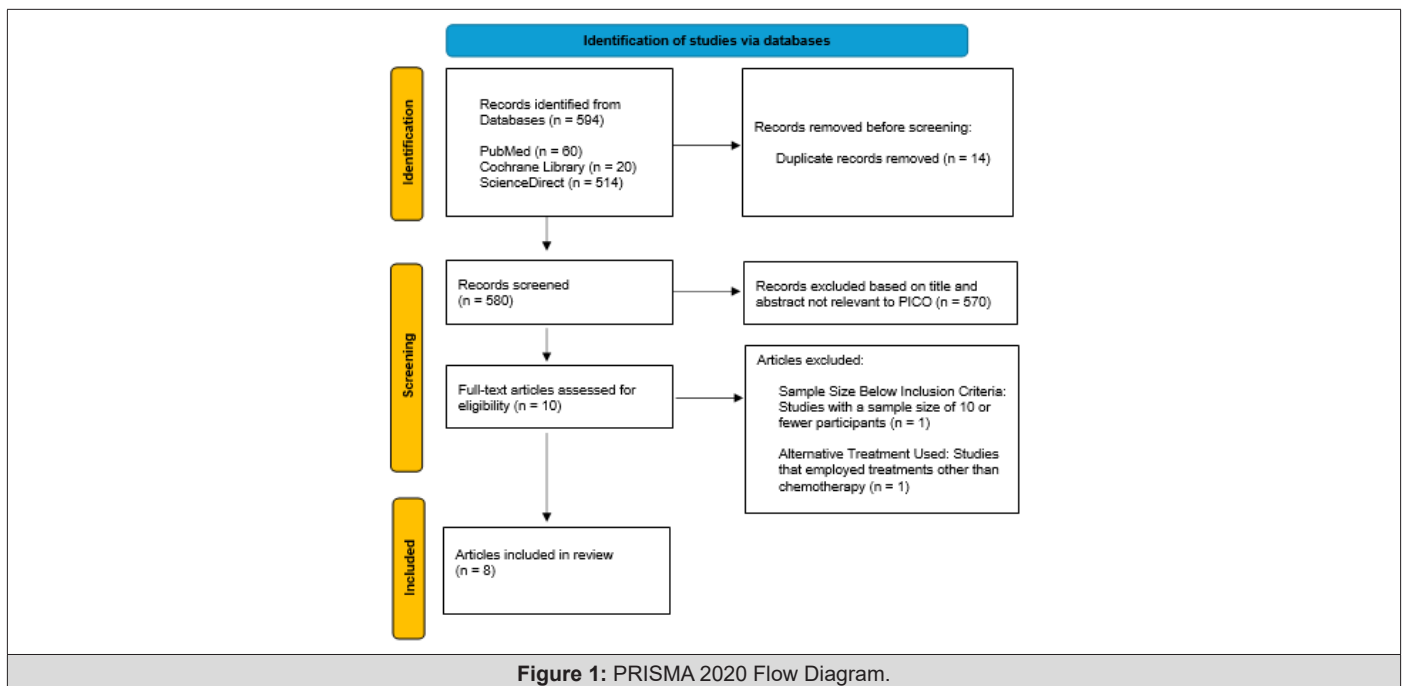 Identification of studies via databases
Identification
Records identified from
Databases (n = 594)
PubMed (n = 60)
Cochrane Library (n = 20)
ScienceDirect (n = 514)
Records removed before screening:
Duplicate records removed (n = 14)
Screening
Records screened
(n = 580)
Records excluded based on title and
abstract not relevant to PICO (n = 570)
Full-text articles assessed for
eligibility (n = 10)
Articles excluded:
Sample Size Below Inclusion Criteria:
Studies with a sample size of 10 or
fewer participants (n = 1)
Alternative Treatment Used: Studies
that employed treatments other than
chemotherapy (n = 1)
Included
Articles included in review
(n = 8)
Figure 1: PRISMA 2020 Flow Diagram.